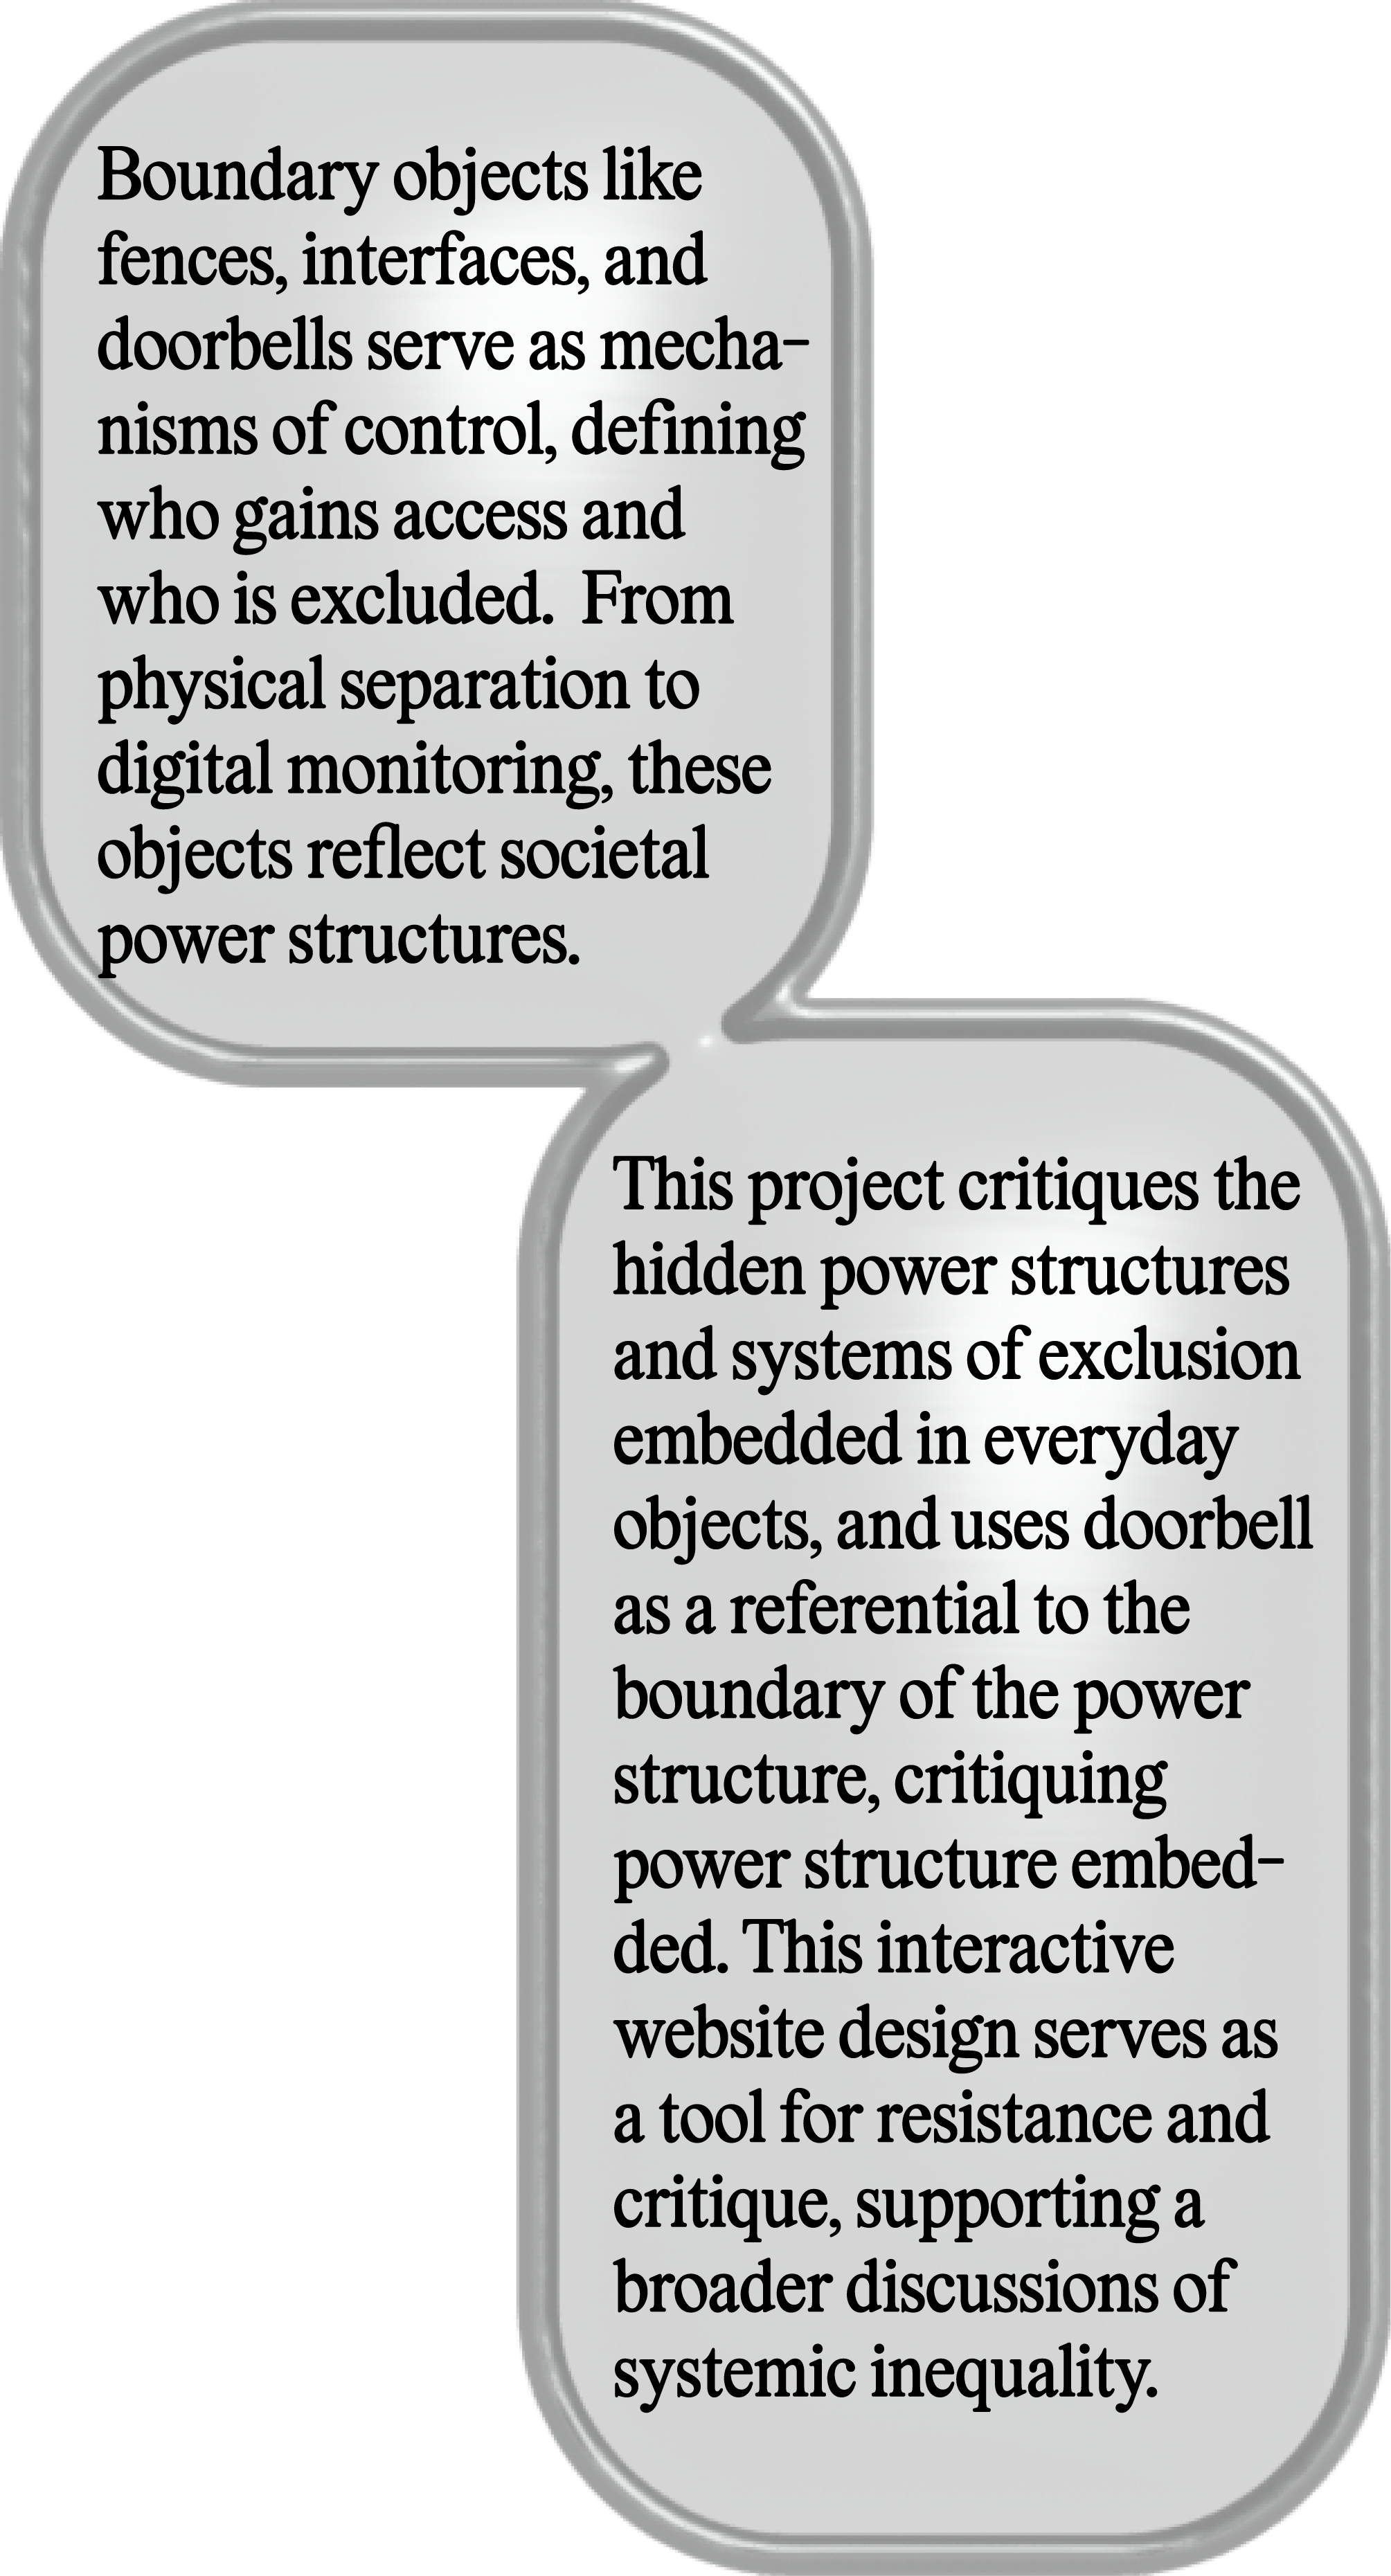 Boundary objects like
fences, interfaces, and
doorbells serve as mecha-
nisms of control, defining
who gains access and
who is excluded.  From
physical separation to
digital monitoring, these
objects reflect societal
power structures.
This project critiques the
hidden power structures
and systems of exclusion
embedded in everyday
objects, and uses doorbell
as a referential to the
boundary of the power
structure, critiquing
power structure embed-
ded. This interactive
website design serves as
a tool for resistance and
critique, supporting a
broader discussions of
systemic inequality.